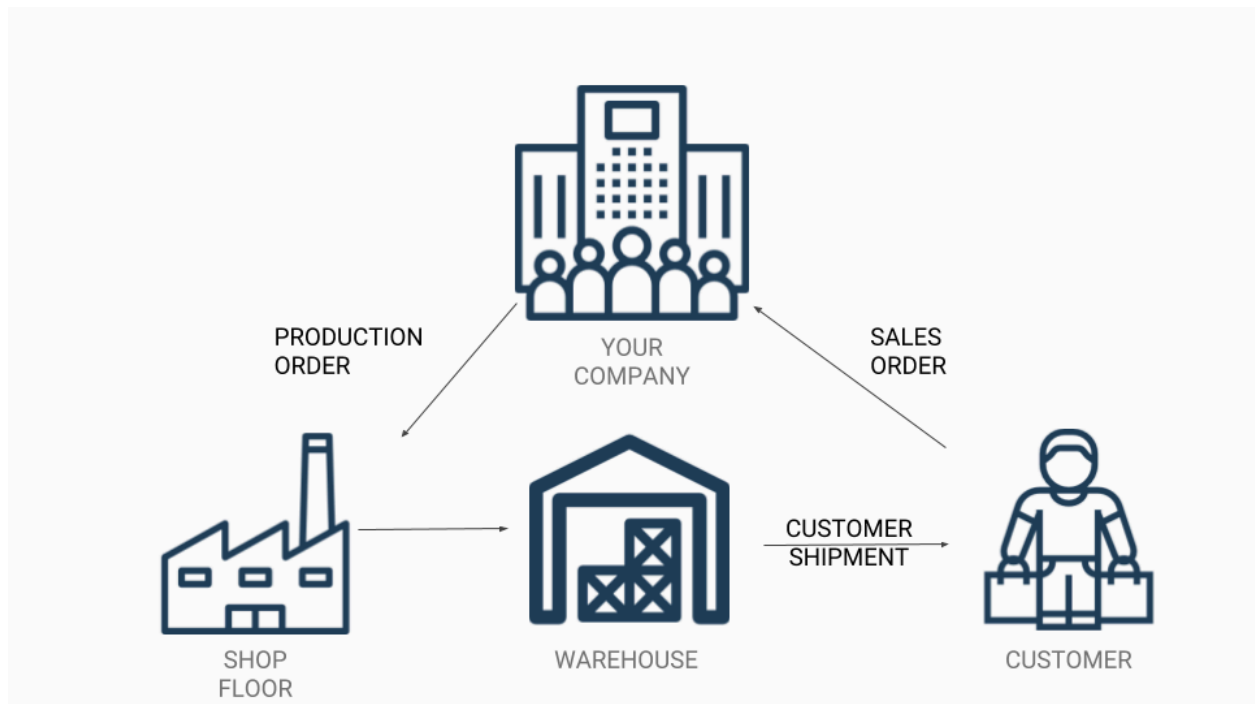 PRODUCTION
ORDER
YOUR
COMPANY
SALES
ORDER
CUSTOMER
SHIPMENT
SHOP
FLOOR
WAREHOUSE
CUSTOMER